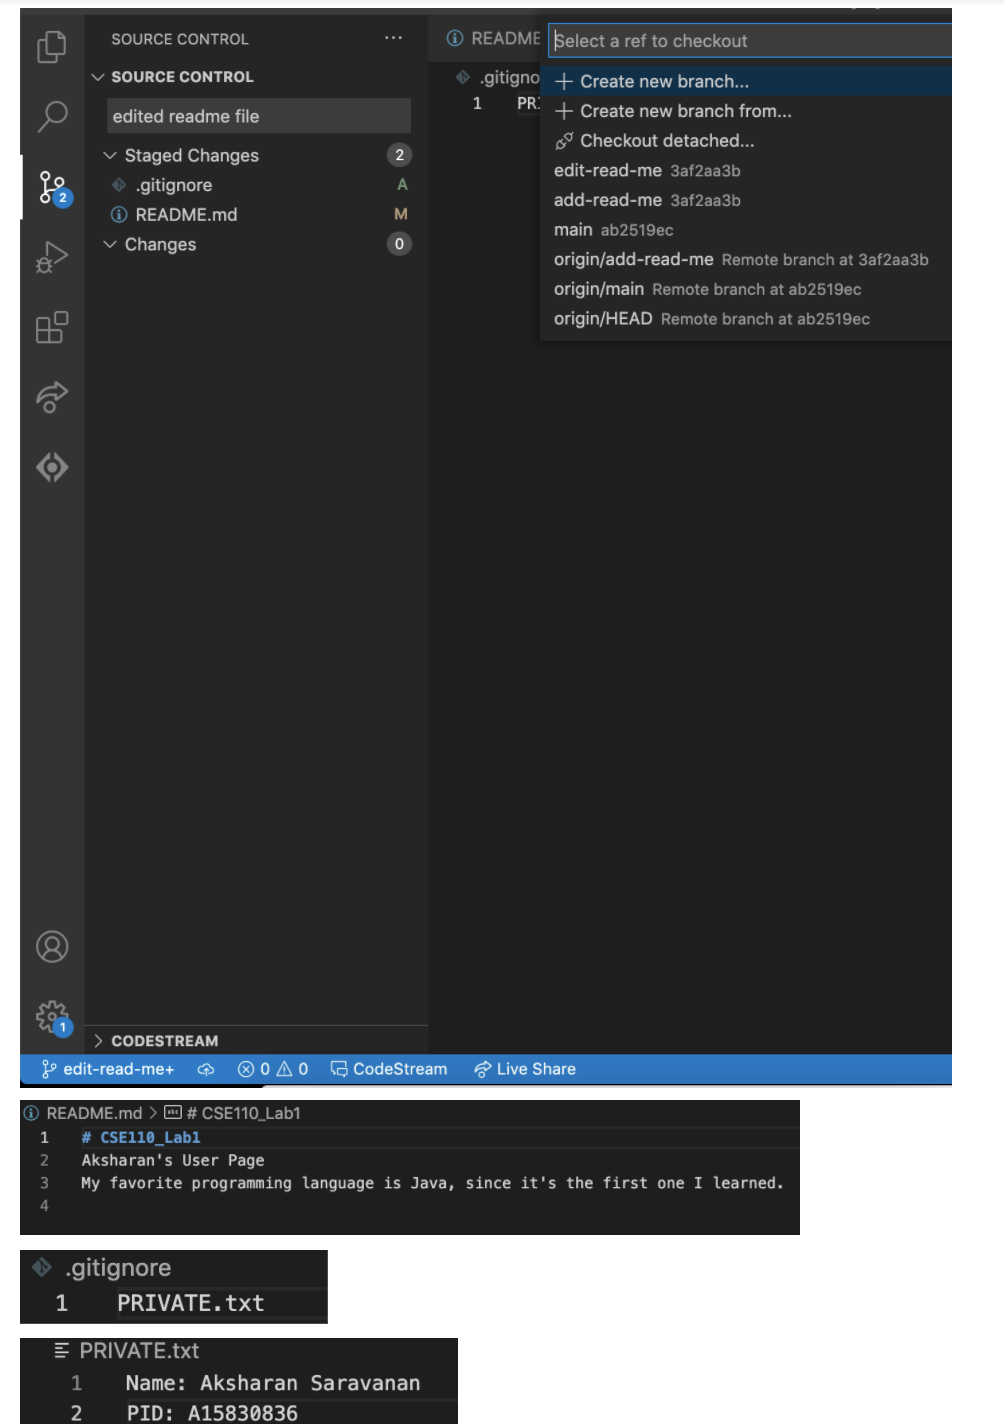 SOURCE CONTROL ...
SOURCE CONTROL
edited readme file
Staged Changes 2
.gitignore A
README.md M
Changes 0
README
.gitigno
1 PRI
Select a ref to checkout
Create new branch...
Create new branch from...
Checkout detached...
edit-read-me 3af2aa3b
add-read-me 3af2aa3b
main ab2519ec
origin/add-read-me Remote branch at 3af2aa3b
origin/main Remote branch at ab2519ec
origin/HEAD Remote branch at ab2519ec
2
1
CODESTREAM
edit-read-me+ 0 0 CodeStream Live Share
README.md > abc # CSE110_Lab1
1 # CSE110_Lab1
2 Aksharan's User Page
3 My favorite programming language is Java, since it's the first one I learned.
4
.gitignore
1 PRIVATE.txt
PRIVATE.txt
1 Name: Aksharan Saravanan
2 PID: A15830836